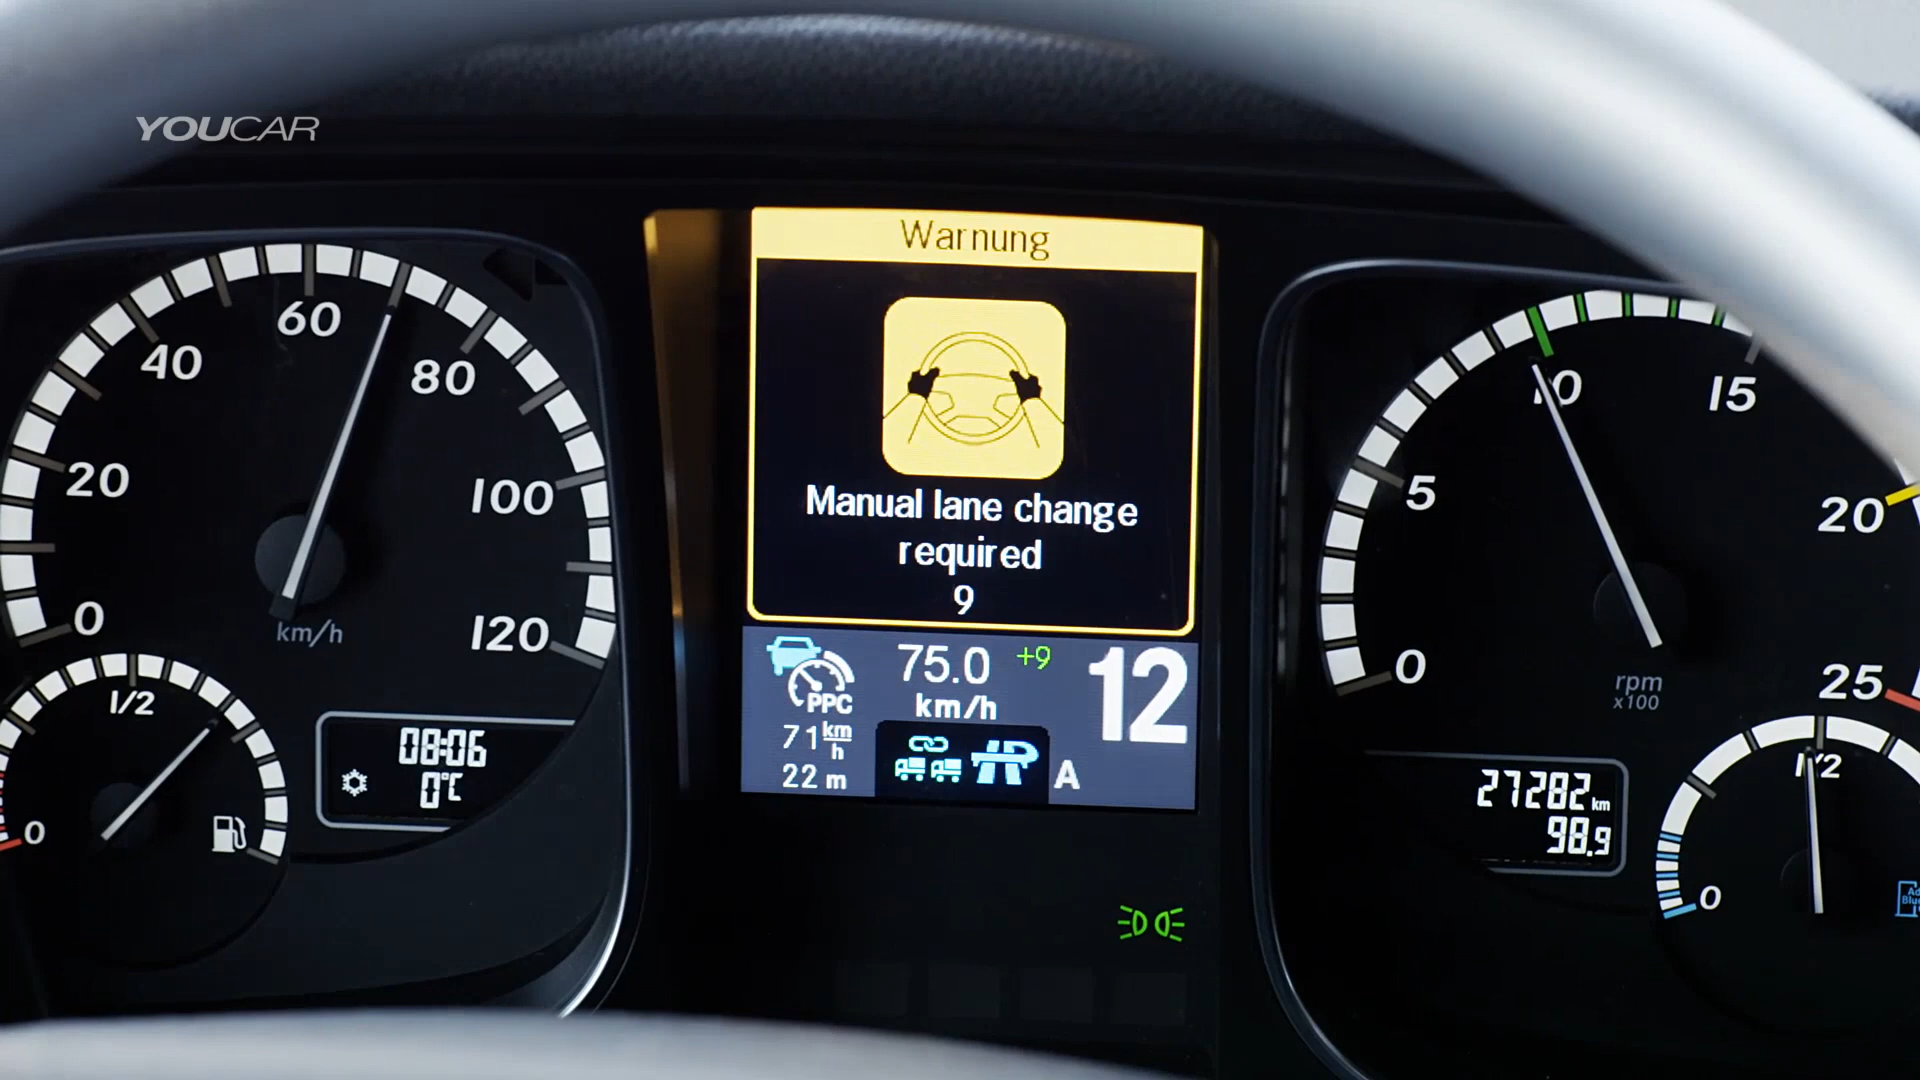 YOUCAR
Warnung
Manual lane change
required
9
75.0 +9
km/h
12
PPC
71 km/h
22 m
A
0
20
40
60
80
100
120
km/h
0
1/2
08:06
0°C
0
5
10
15
20
25
rpm
x100
27282 km
98.9
0
1/2